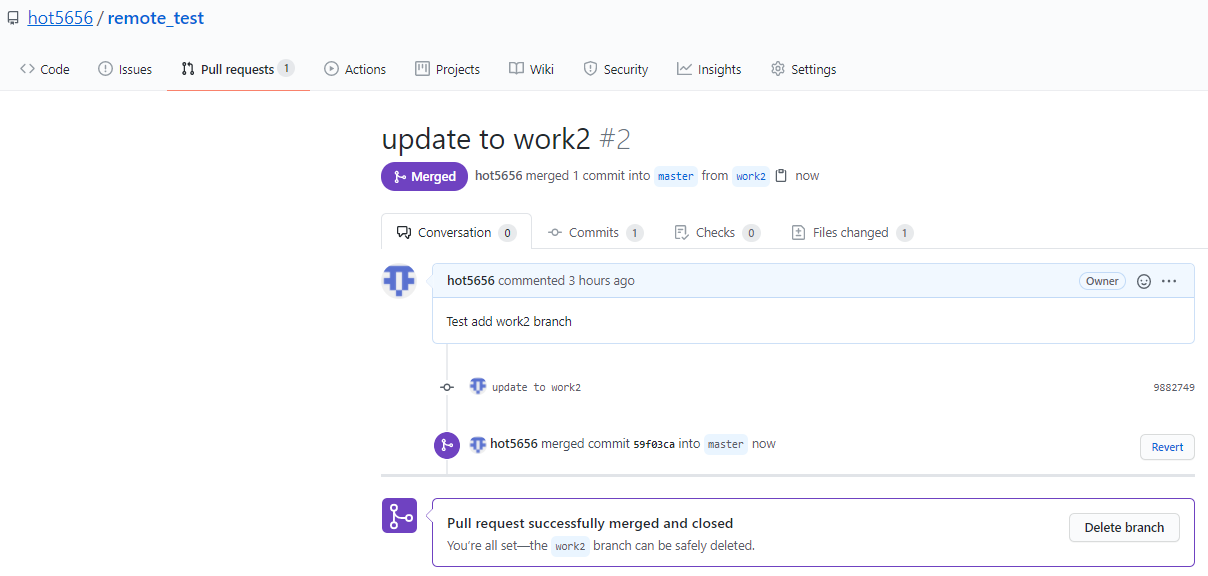 hot5656 / remote_test
Code Issues Pull requests 1 Actions Projects Wiki Security Insights Settings
update to work2 #2
Merged hot5656 merged 1 commit into master from work2 now
Conversation 0 Commits 1 Checks 0 Files changed 1
hot5656 commented 3 hours ago Owner
Test add work2 branch
update to work2 9882749
hot5656 merged commit 59f03ca into master now Revert
Pull request successfully merged and closed
Delete branch
You're all set—the work2 branch can be safely deleted.